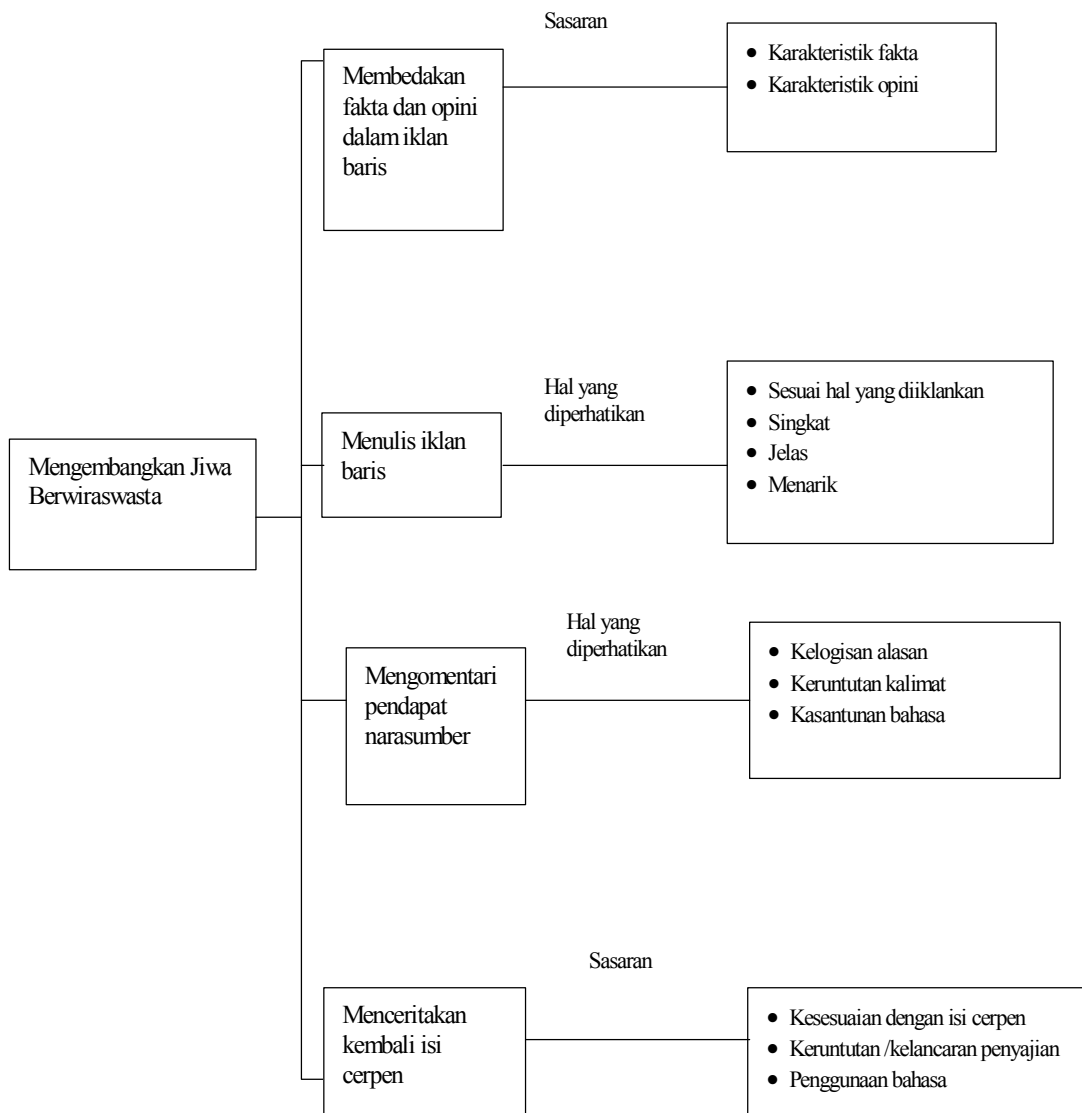 Sasaran
Membedakan
fakta dan opini
dalam iklan
baris
• Karakteristik fakta
• Karakteristik opini
Mengembangkan Jiwa
Berwiraswasta
Menulis iklan
baris
Hal yang
diperhatikan
• Sesuai hal yang diiklankan
• Singkat
• Jelas
• Menarik
Mengomentari
pendapat
narasumber
Hal yang
diperhatikan
• Kelogisan alasan
• Keruntutan kalimat
• Kasantunan bahasa
Menceritakan
kembali isi
cerpen
Sasaran
• Kesesuaian dengan isi cerpen
• Keruntutan /kelancaran penyajian
• Penggunaan bahasa